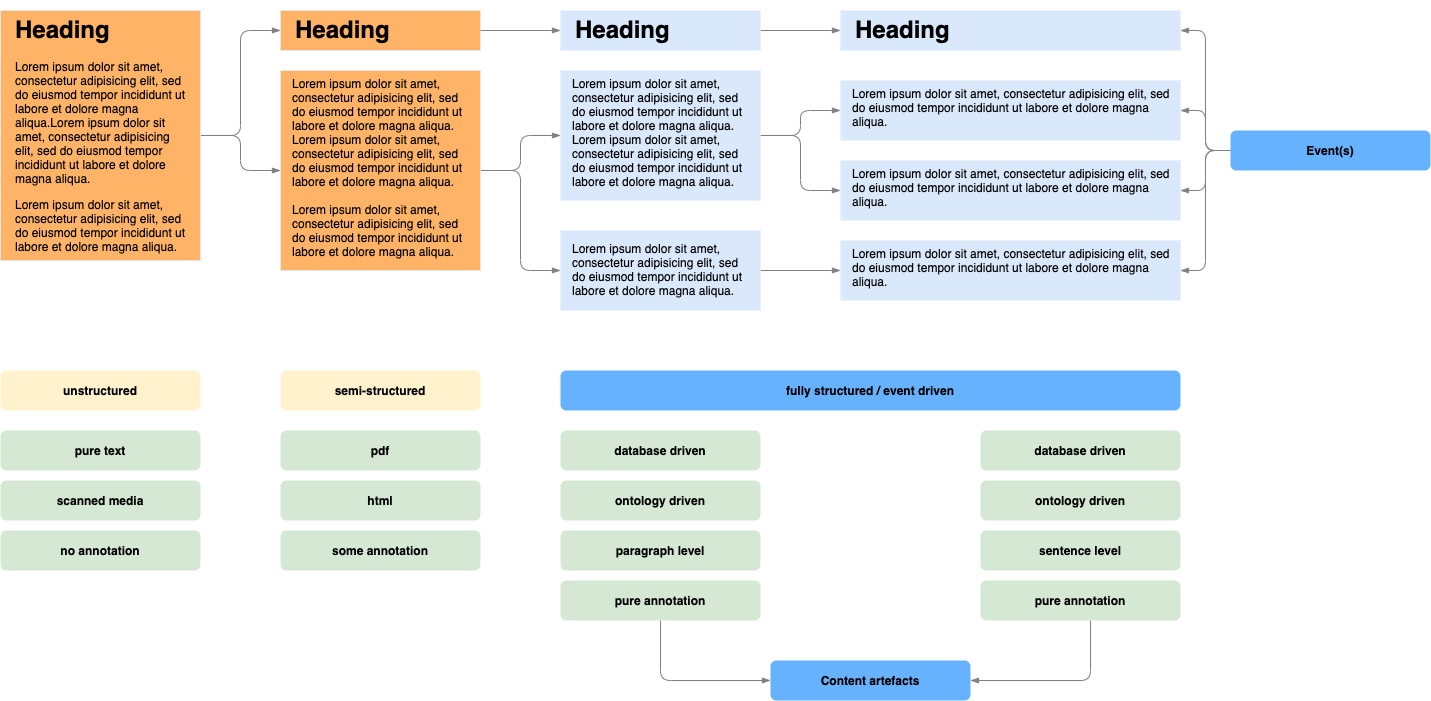 Heading
Lorem ipsum dolor sit amet,
consectetur adipisicing elit, sed
do eiusmod tempor incididunt ut
labore et dolore magna
aliqua.Lorem ipsum dolor sit
amet, consectetur adipisicing
elit, sed do eiusmod tempor
incididunt ut labore et dolore
magna aliqua.
Lorem ipsum dolor sit amet,
consectetur adipisicing elit, sed
do eiusmod tempor incididunt ut
labore et dolore magna aliqua.
Heading
Lorem ipsum dolor sit amet,
consectetur adipisicing elit, sed
do eiusmod tempor incididunt ut
labore et dolore magna aliqua.
Lorem ipsum dolor sit amet,
consectetur adipisicing elit, sed
do eiusmod tempor incididunt ut
labore et dolore magna aliqua.
Lorem ipsum dolor sit amet,
consectetur adipisicing elit, sed
do eiusmod tempor incididunt ut
labore et dolore magna aliqua.
Heading
Lorem ipsum dolor sit amet,
consectetur adipisicing elit, sed
do eiusmod tempor incididunt ut
labore et dolore magna aliqua.
Lorem ipsum dolor sit amet,
consectetur adipisicing elit, sed
do eiusmod tempor incididunt ut
labore et dolore magna aliqua.
Lorem ipsum dolor sit amet,
consectetur adipisicing elit, sed
do eiusmod tempor incididunt ut
labore et dolore magna aliqua.
Heading
Lorem ipsum dolor sit amet, consectetur adipisicing elit, sed
do eiusmod tempor incididunt ut labore et dolore magna
aliqua.
Lorem ipsum dolor sit amet, consectetur adipisicing elit, sed
do eiusmod tempor incididunt ut labore et dolore magna
aliqua.
Lorem ipsum dolor sit amet, consectetur adipisicing elit, sed
do eiusmod tempor incididunt ut labore et dolore magna
aliqua.
Event(s)
unstructured
pure text
scanned media
no annotation
semi-structured
pdf
html
some annotation
fully structured / event driven
database driven
ontology driven
paragraph level
pure annotation
database driven
ontology driven
sentence level
pure annotation
Content artefacts